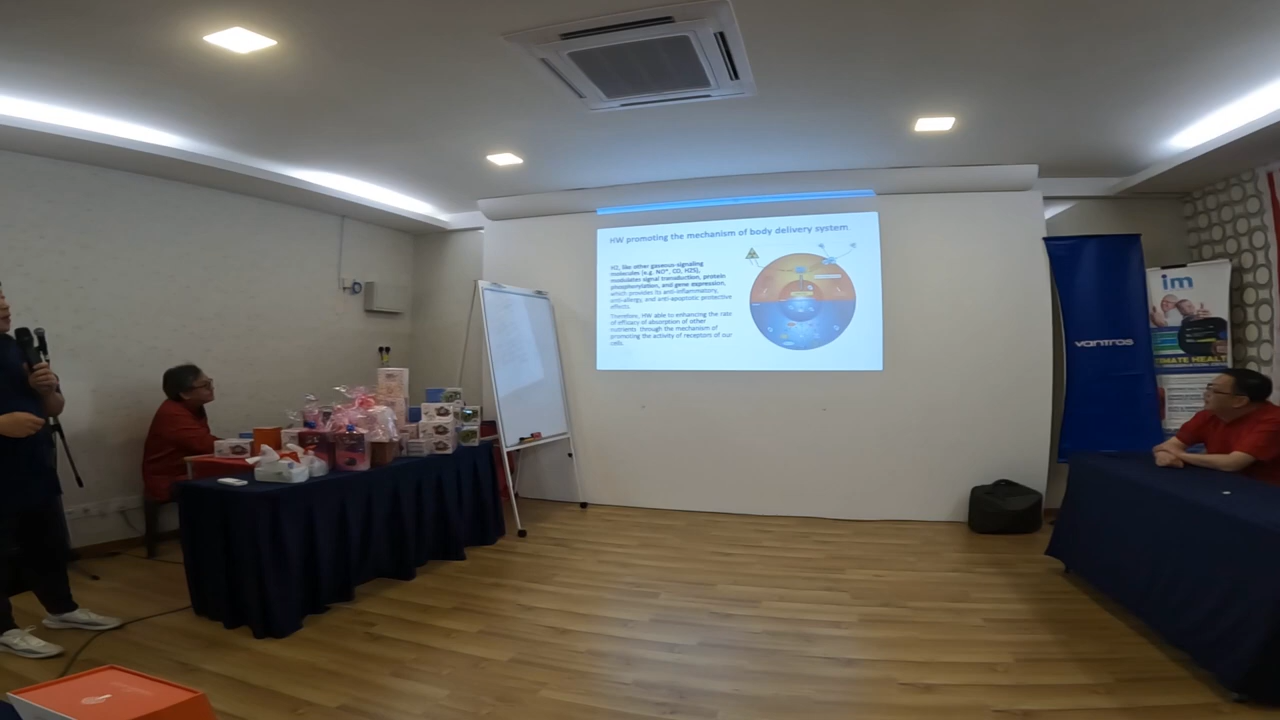 HW promoting the mechanism of body delivery system
H2, like other gaseous-signaling
molecules (e.g. NO*, CO, H2S),
modulates signal transduction, protein
phosphorylation, and gene expression,
which provides its anti-inflammatory,
anti-allergy, and anti-apoptotic protective
effects.
Therefore, HW able to enhancing the rate
of efficacy of absorption of other
nutrients through the mechanism of
promoting the activity of receptors of our
cells.
vantros
im